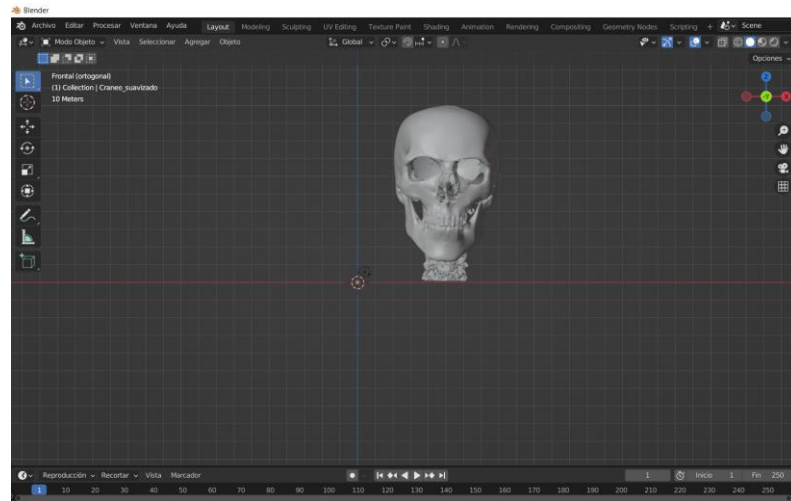 Blender
Archivo Editar Procesar Ventana Ayuda Layout Modeling Sculpting UV Editing Texture Paint Shading Animation Rendering Compositing Geometry Nodes Scripting + Scene
Modo Objeto Vista Seleccionar Agregar Objeto Global
Opciones
Frontal (ortogonal)
(1) Collection | Craneo_suavizado
10 Meters
Z
X
Reproducción Recortar Vista Marcador 1 Inicio 1 Fin 250
1 10 20 30 40 50 60 70 80 90 100 110 120 130 140 150 160 170 180 190 200 210 220 230 240 250